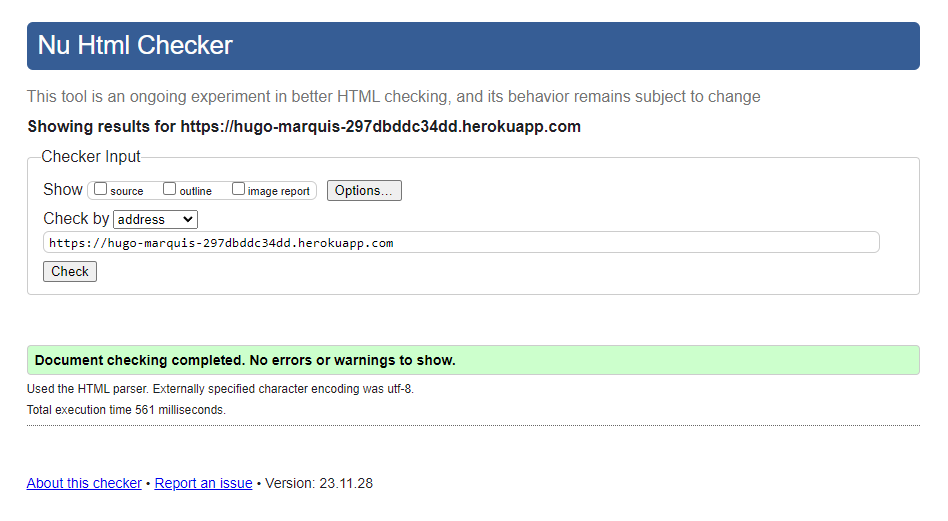 Nu Html Checker
This tool is an ongoing experiment in better HTML checking, and its behavior remains subject to change
Showing results for https://hugo-marquis-297dbddc34dd.herokuapp.com
Checker Input
Show source outline image report Options...
Check by address
https://hugo-marquis-297dbddc34dd.herokuapp.com
Check
Document checking completed. No errors or warnings to show.
Used the HTML parser. Externally specified character encoding was utf-8.
Total execution time 561 milliseconds.
About this checker • Report an issue • Version: 23.11.28